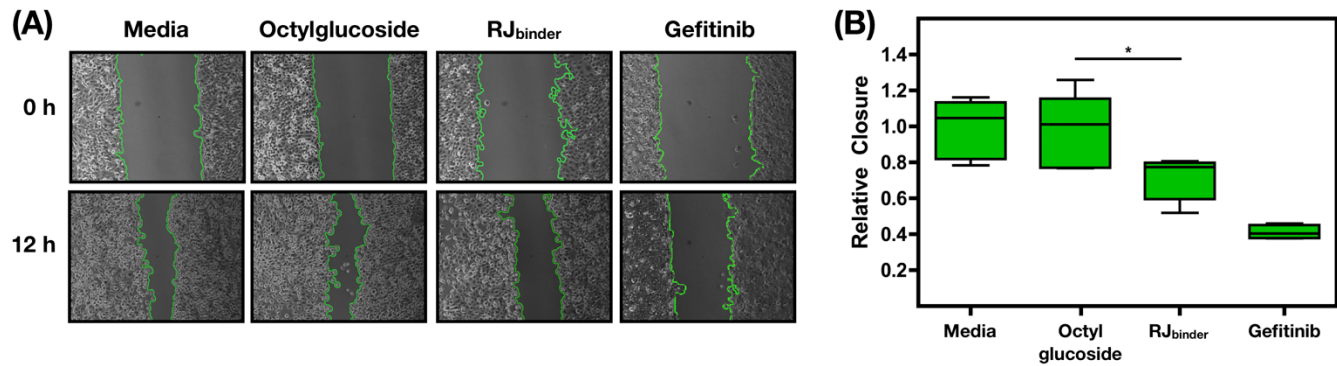 (A)
Media Octylglucoside RJbinder Gefitinib
0 h
12 h
(B)
Relative Closure
1.4
1.2
1.0
0.8
0.6
0.4
0.2
*
Media Octyl glucoside RJbinder Gefitinib